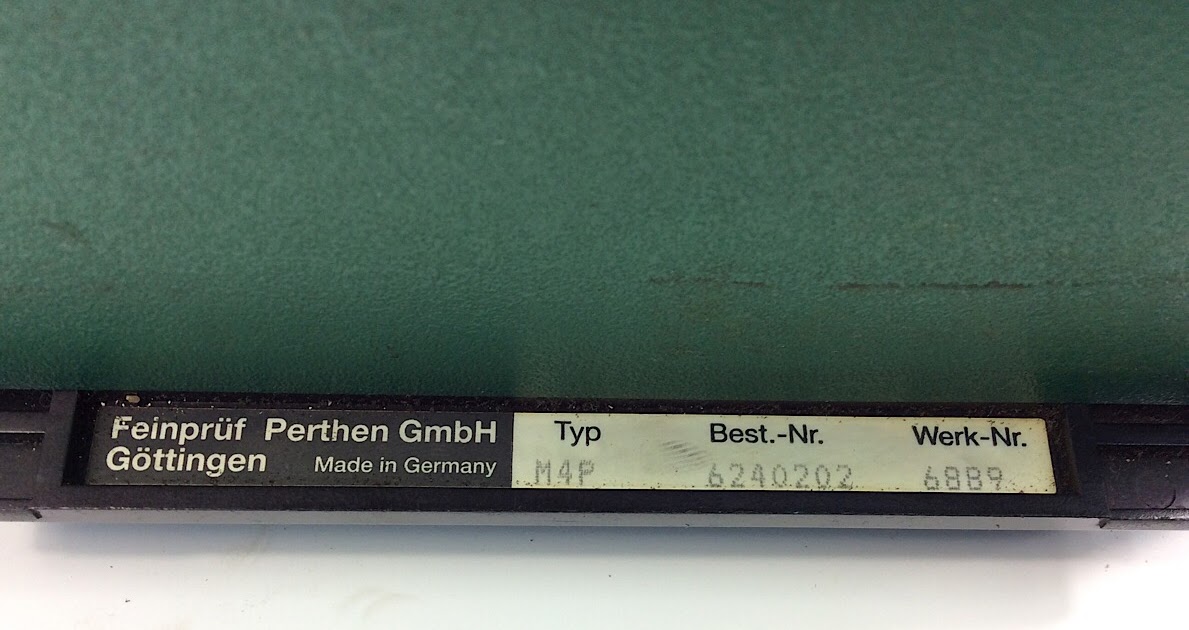 Feinprüf Perthen GmbH
Göttingen Made in Germany
Typ Best.-Nr. Werk-Nr.
M4P 6240202 6889